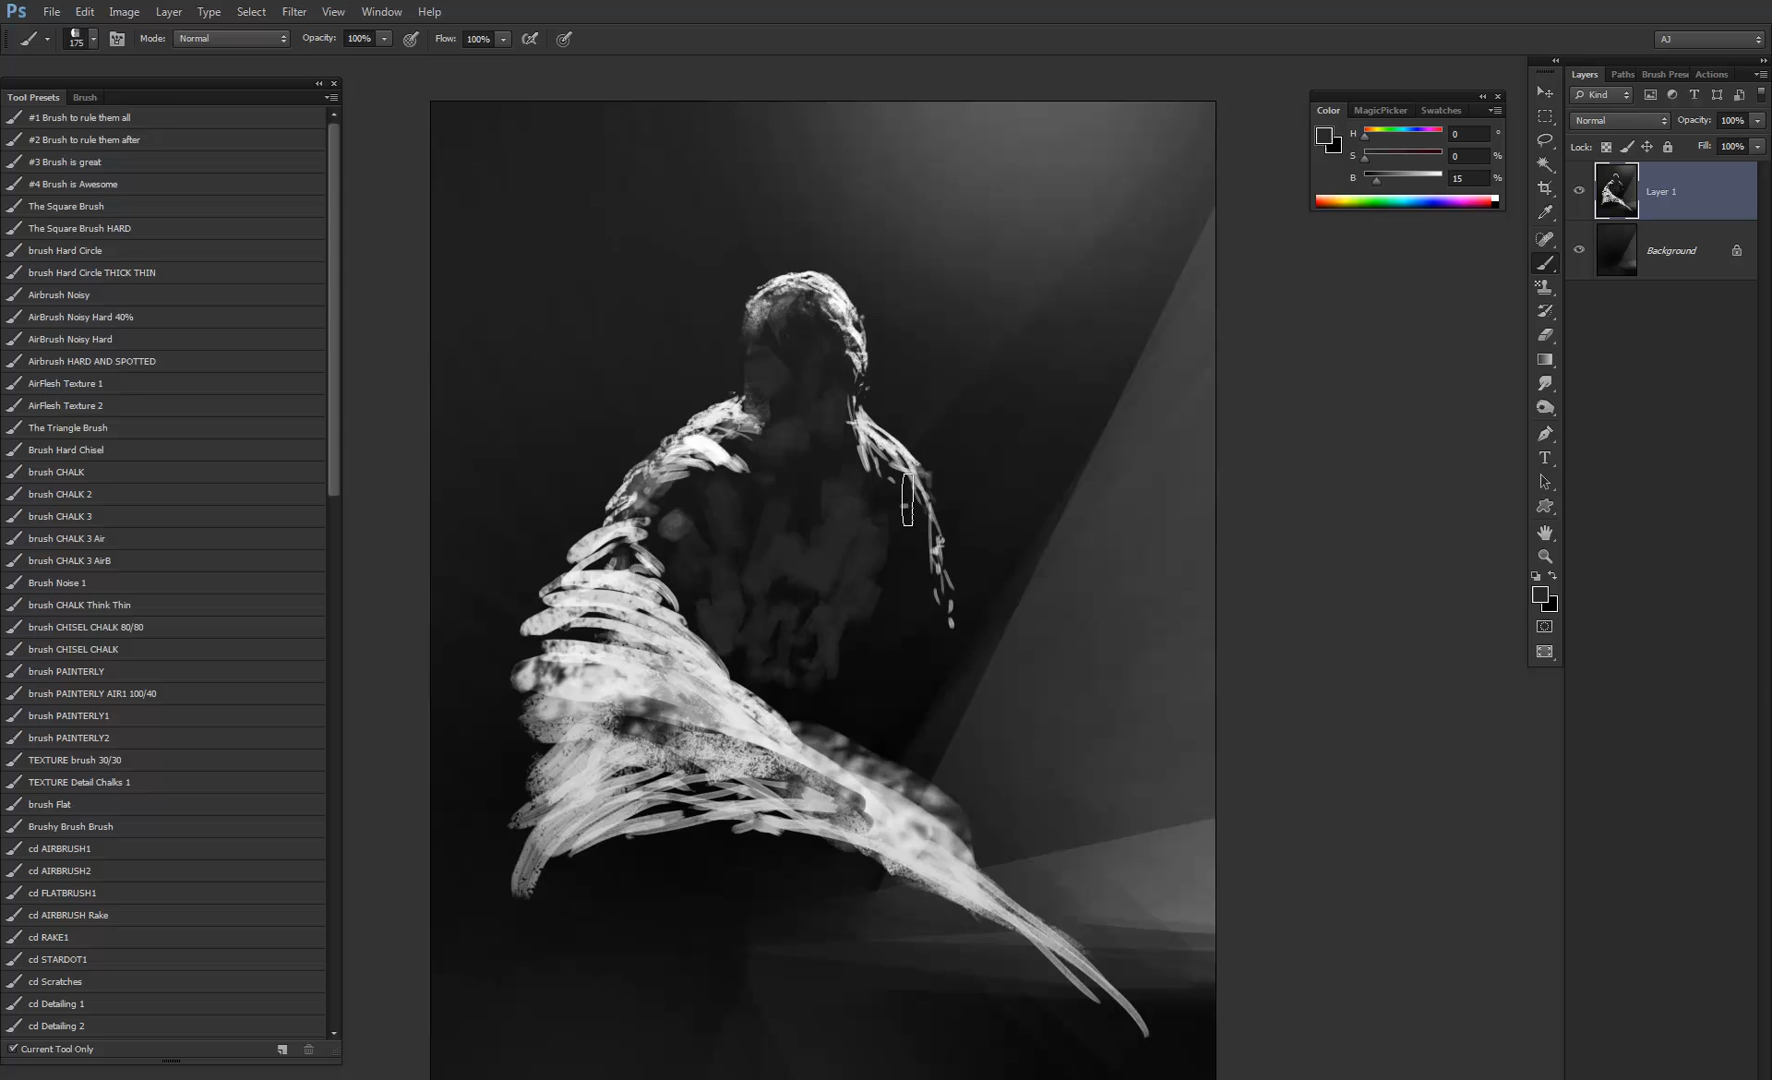 Ps File Edit Image Layer Type Select Filter View Window Help
175 Mode: Normal Opacity: 100% Flow: 100% AJ
Tool Presets Brush
#1 Brush to rule them all
#2 Brush to rule them after
#3 Brush is great
#4 Brush is Awesome
The Square Brush
The Square Brush HARD
brush Hard Circle
brush Hard Circle THICK THIN
Airbrush Noisy
AirBrush Noisy Hard 40%
AirBrush Noisy Hard
Airbrush HARD AND SPOTTED
AirFlesh Texture 1
AirFlesh Texture 2
The Triangle Brush
Brush Hard Chisel
brush CHALK
brush CHALK 2
brush CHALK 3
brush CHALK 3 Air
brush CHALK 3 AirB
Brush Noise 1
brush CHALK Think Thin
brush CHISEL CHALK 80/80
brush CHISEL CHALK
brush PAINTERLY
brush PAINTERLY AIR1 100/40
brush PAINTERLY1
brush PAINTERLY2
TEXTURE brush 30/30
TEXTURE Detail Chalks 1
brush Flat
Brushy Brush Brush
cd AIRBRUSH1
cd AIRBRUSH2
cd FLATBRUSH1
cd AIRBRUSH Rake
cd RAKE1
cd STARDOT1
cd Scratches
cd Detailing 1
cd Detailing 2
Current Tool Only
Color MagicPicker Swatches
H 0 °
S 0 %
B 15 %
Layers Paths Brush Prese Actions
Kind T
Normal Opacity: 100%
Lock: Fill: 100%
Layer 1
Background
T